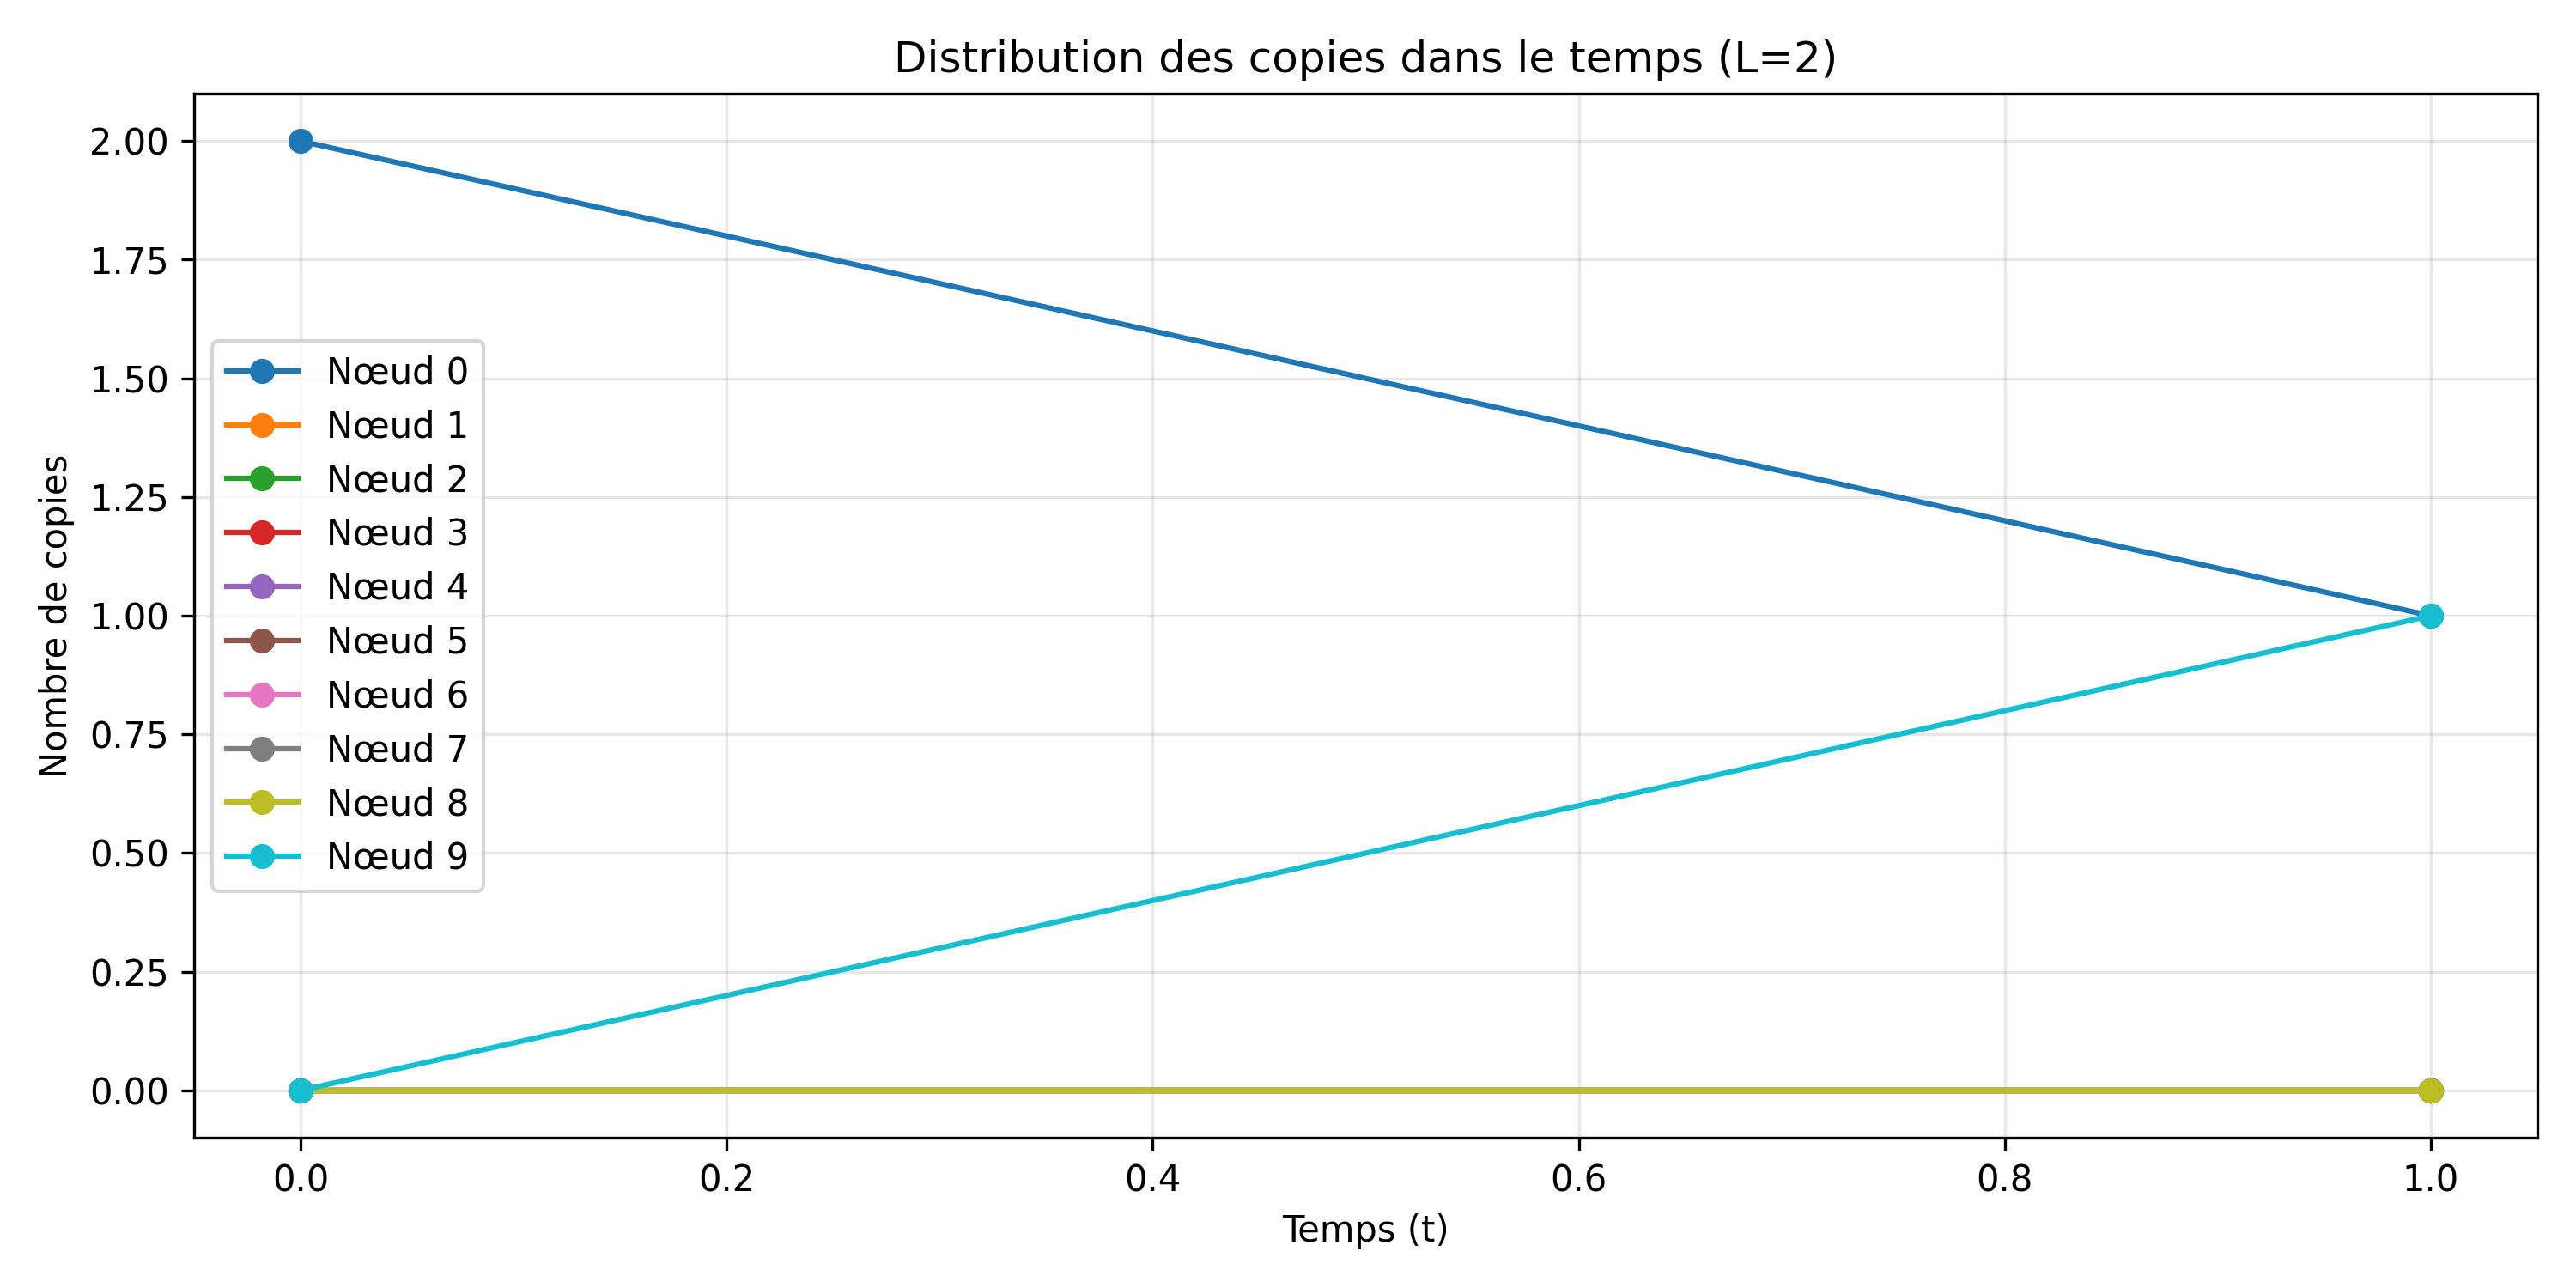 Distribution des copies dans le temps (L=2)
Nombre de copies
2.00
1.75
1.50
1.25
1.00
0.75
0.50
0.25
0.00
Nœud 0
Nœud 1
Nœud 2
Nœud 3
Nœud 4
Nœud 5
Nœud 6
Nœud 7
Nœud 8
Nœud 9
0.0 0.2 0.4 0.6 0.8 1.0
Temps (t)